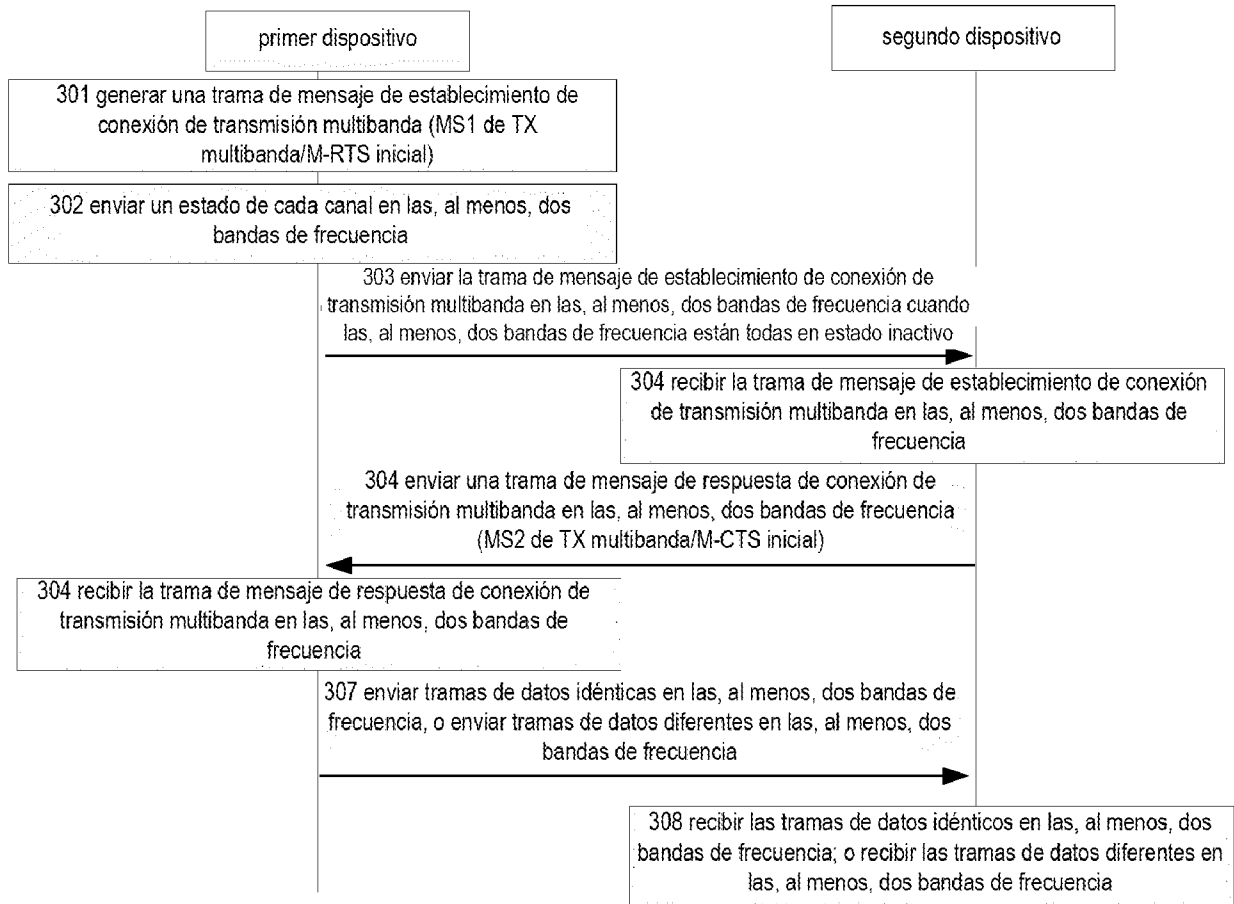 primer dispositivo
segundo dispositivo
301 generar una trama de mensaje de establecimiento de
conexión de transmisión multibanda (MS1 de TX
multibanda/M-RTS inicial)
302 enviar un estado de cada canal en las, al menos, dos
bandas de frecuencia
303 enviar la trama de mensaje de establecimiento de conexión de
transmisión multibanda en las, al menos, dos bandas de frecuencia cuando
las, al menos, dos bandas de frecuencia están todas en estado inactivo
304 recibir la trama de mensaje de establecimiento de conexión
de transmisión multibanda en las, al menos, dos bandas de
frecuencia
304 enviar una trama de mensaje de respuesta de conexión de
transmisión multibanda en las, al menos, dos bandas de frecuencia
(MS2 de TX multibanda/M-CTS inicial)
304 recibir la trama de mensaje de respuesta de conexión de
transmisión multibanda en las, al menos, dos bandas de
frecuencia
307 enviar tramas de datos idénticas en las, al menos, dos bandas de
frecuencia, o enviar tramas de datos diferentes en las, al menos, dos
bandas de frecuencia
308 recibir las tramas de datos idénticos en las, al menos, dos
bandas de frecuencia; o recibir las tramas de datos diferentes en
las, al menos, dos bandas de frecuencia